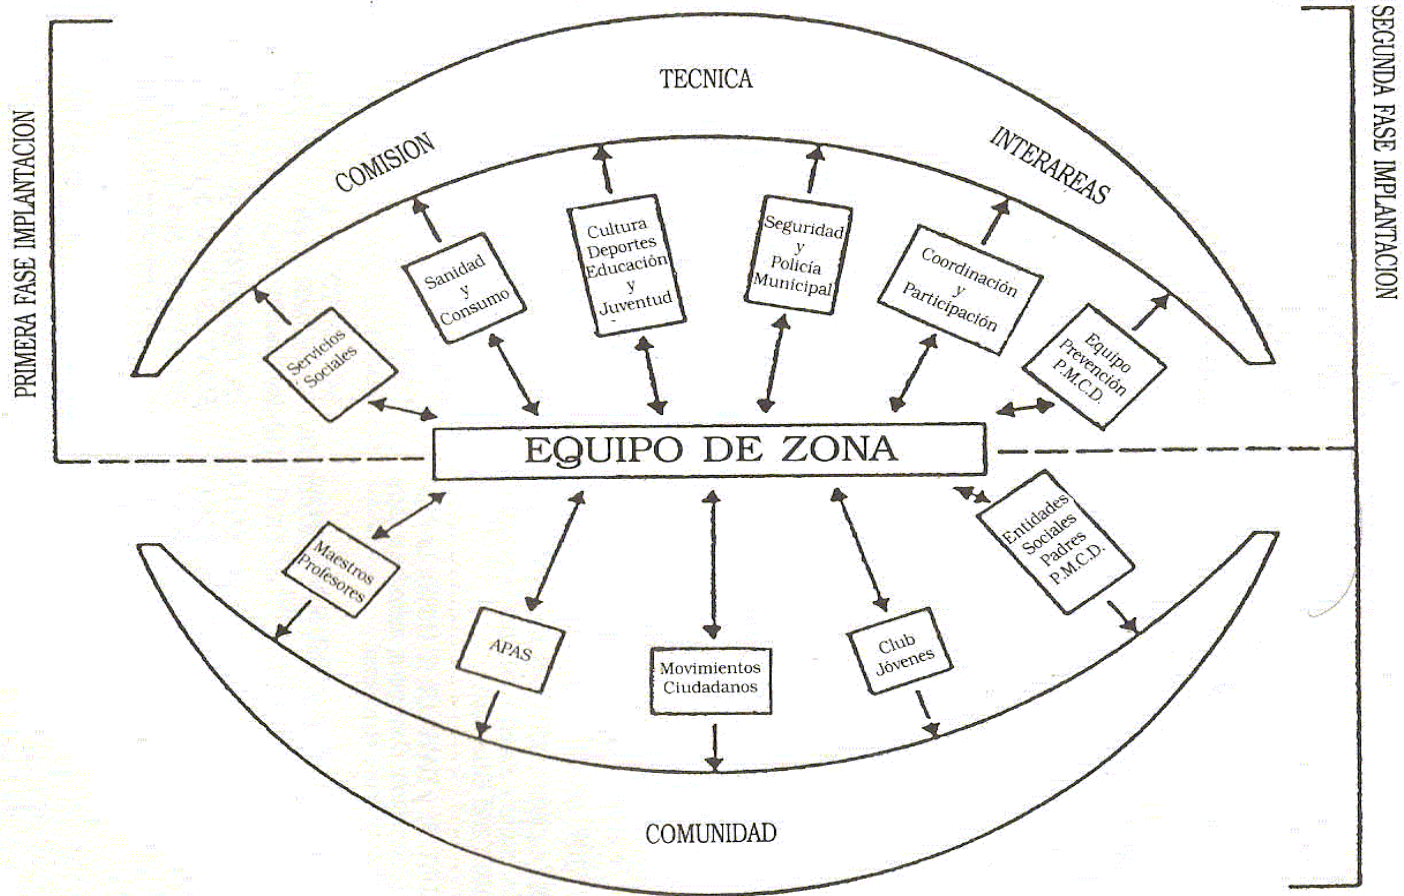 PRIMERA FASE IMPLANTACION
SEGUNDA FASE IMPLANTACION
COMISION
TECNICA
INTERAREAS
Servicios
Sociales
Sanidad
y
Consumo
Cultura
Deportes
Educación
y
Juventud
Seguridad
y
Policía
Municipal
Coordinación
y
Participación
Equipo
Prevención
P.M.C.D.
EQUIPO DE ZONA
Maestros
Profesores
APAS
Movimientos
Ciudadanos
Club
Jóvenes
Entidades
Sociales
Padres
P.M.C.D.
COMUNIDAD